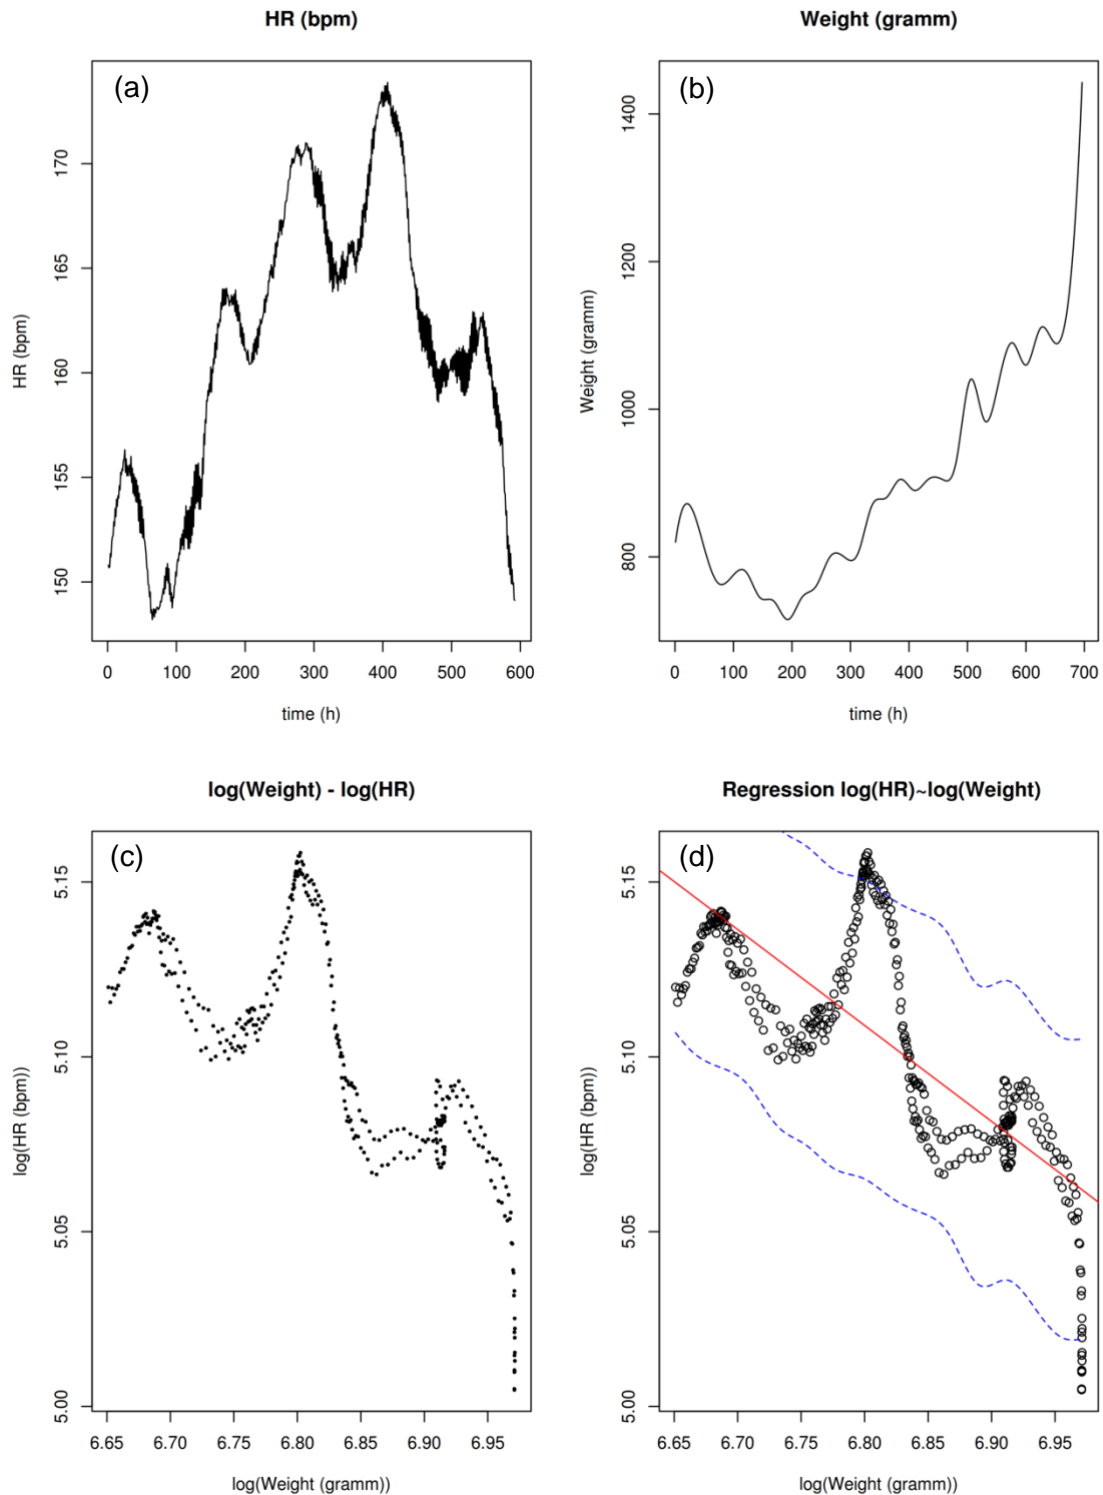 HR (bpm)
(a)
HR (bpm)
170
165
160
155
150
0 100 200 300 400 500 600
time (h)
Weight (gramm)
(b)
Weight (gramm)
1400
1200
1000
800
0 100 200 300 400 500 600 700
time (h)
log(Weight) - log(HR)
(c)
log(HR (bpm))
5.15
5.10
5.05
5.00
6.65 6.70 6.75 6.80 6.85 6.90 6.95
log(Weight (gramm))
Regression log(HR)~log(Weight)
(d)
log(HR (bpm))
5.15
5.10
5.05
5.00
6.65 6.70 6.75 6.80 6.85 6.90 6.95
log(Weight (gramm))